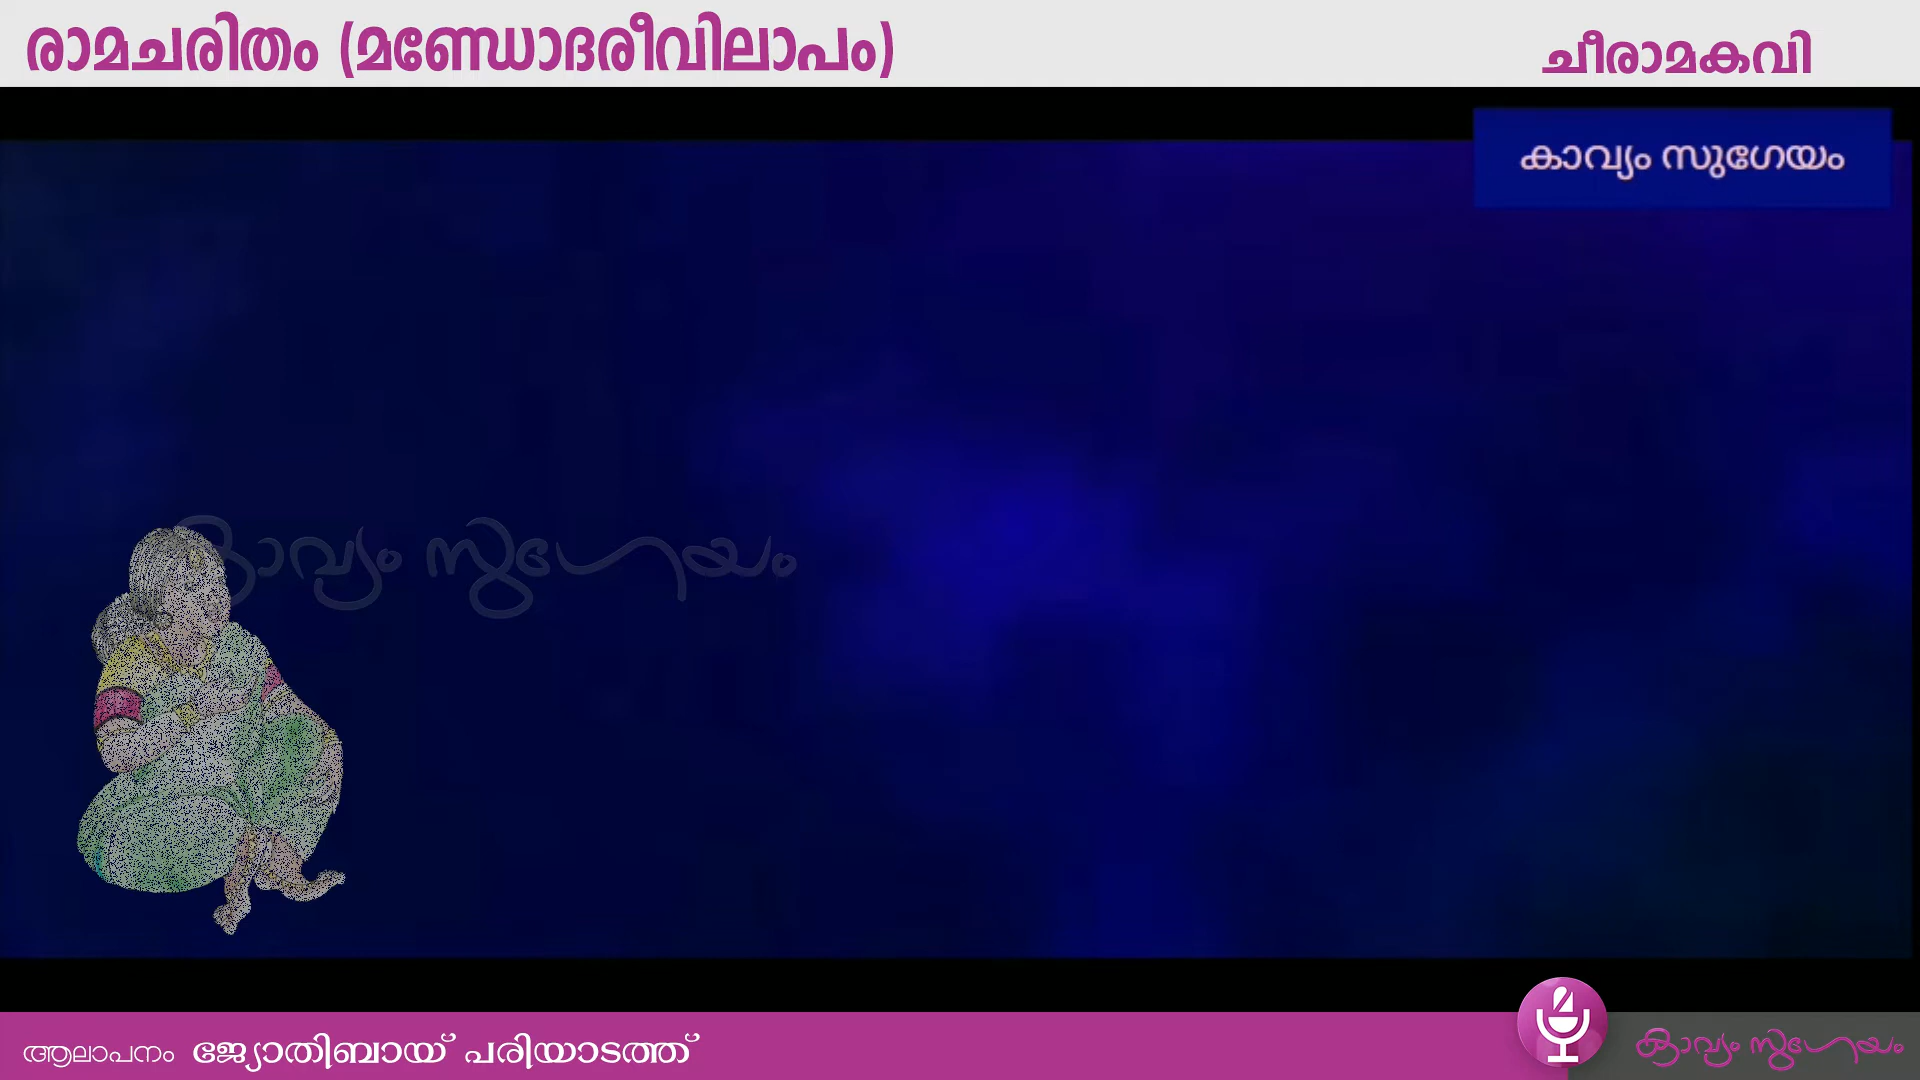 രാമചരിതം (മണ്ഡോദരീവിലാപം)
ചീരാമകവി
കാവ്യം സുഗേയം
കാവ്യം സുഗേയം
ആലാപനം ജ്യോതിബായ് പരിയാടത്ത്
കാവ്യം സുഗേയം